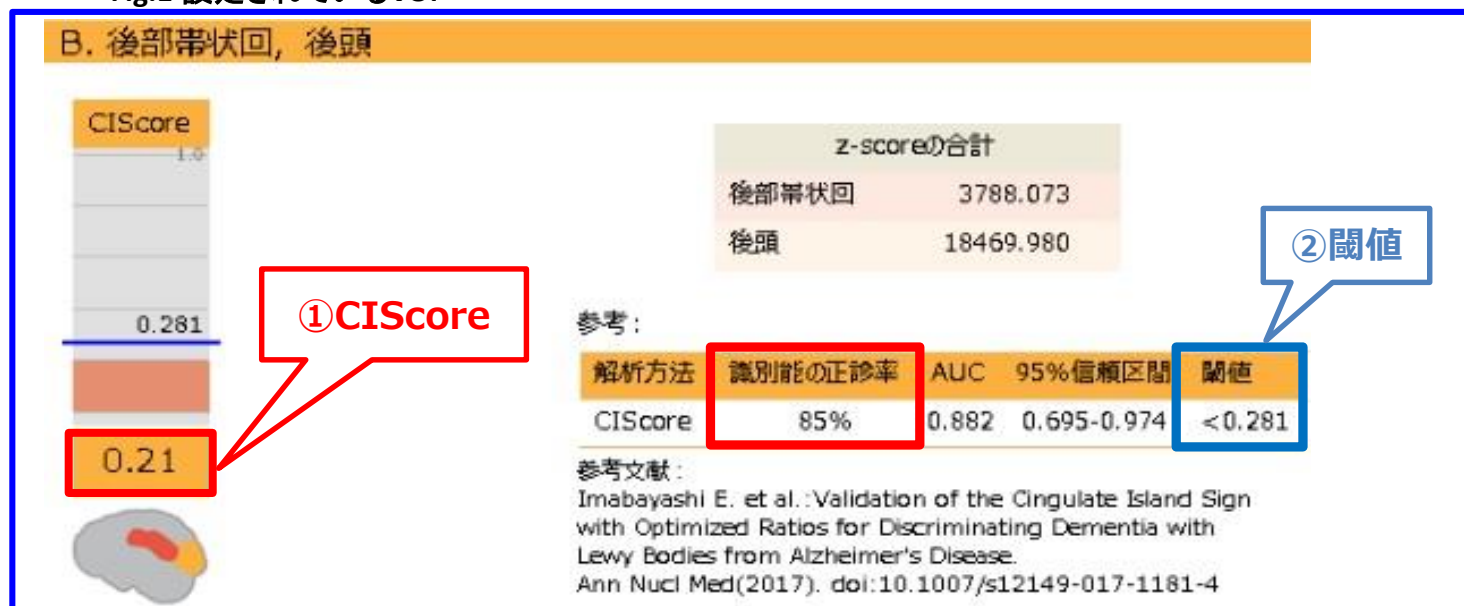 B. 後部帯状回, 後頭
CIScore
1.0
0.281
0.21
①CIScore
z-scoreの合計
後部帯状回 3788.073
後頭 18469.980
②閾値
参考:
解析方法 識別能の正診率 AUC 95%信頼区間 閾値
CIScore 85% 0.882 0.695-0.974 <0.281
参考文献:
Imabayashi E. et al.:Validation of the Cingulate Island Sign
with Optimized Ratios for Discriminating Dementia with
Lewy Bodies from Alzheimer's Disease.
Ann Nucl Med(2017). doi:10.1007/s12149-017-1181-4